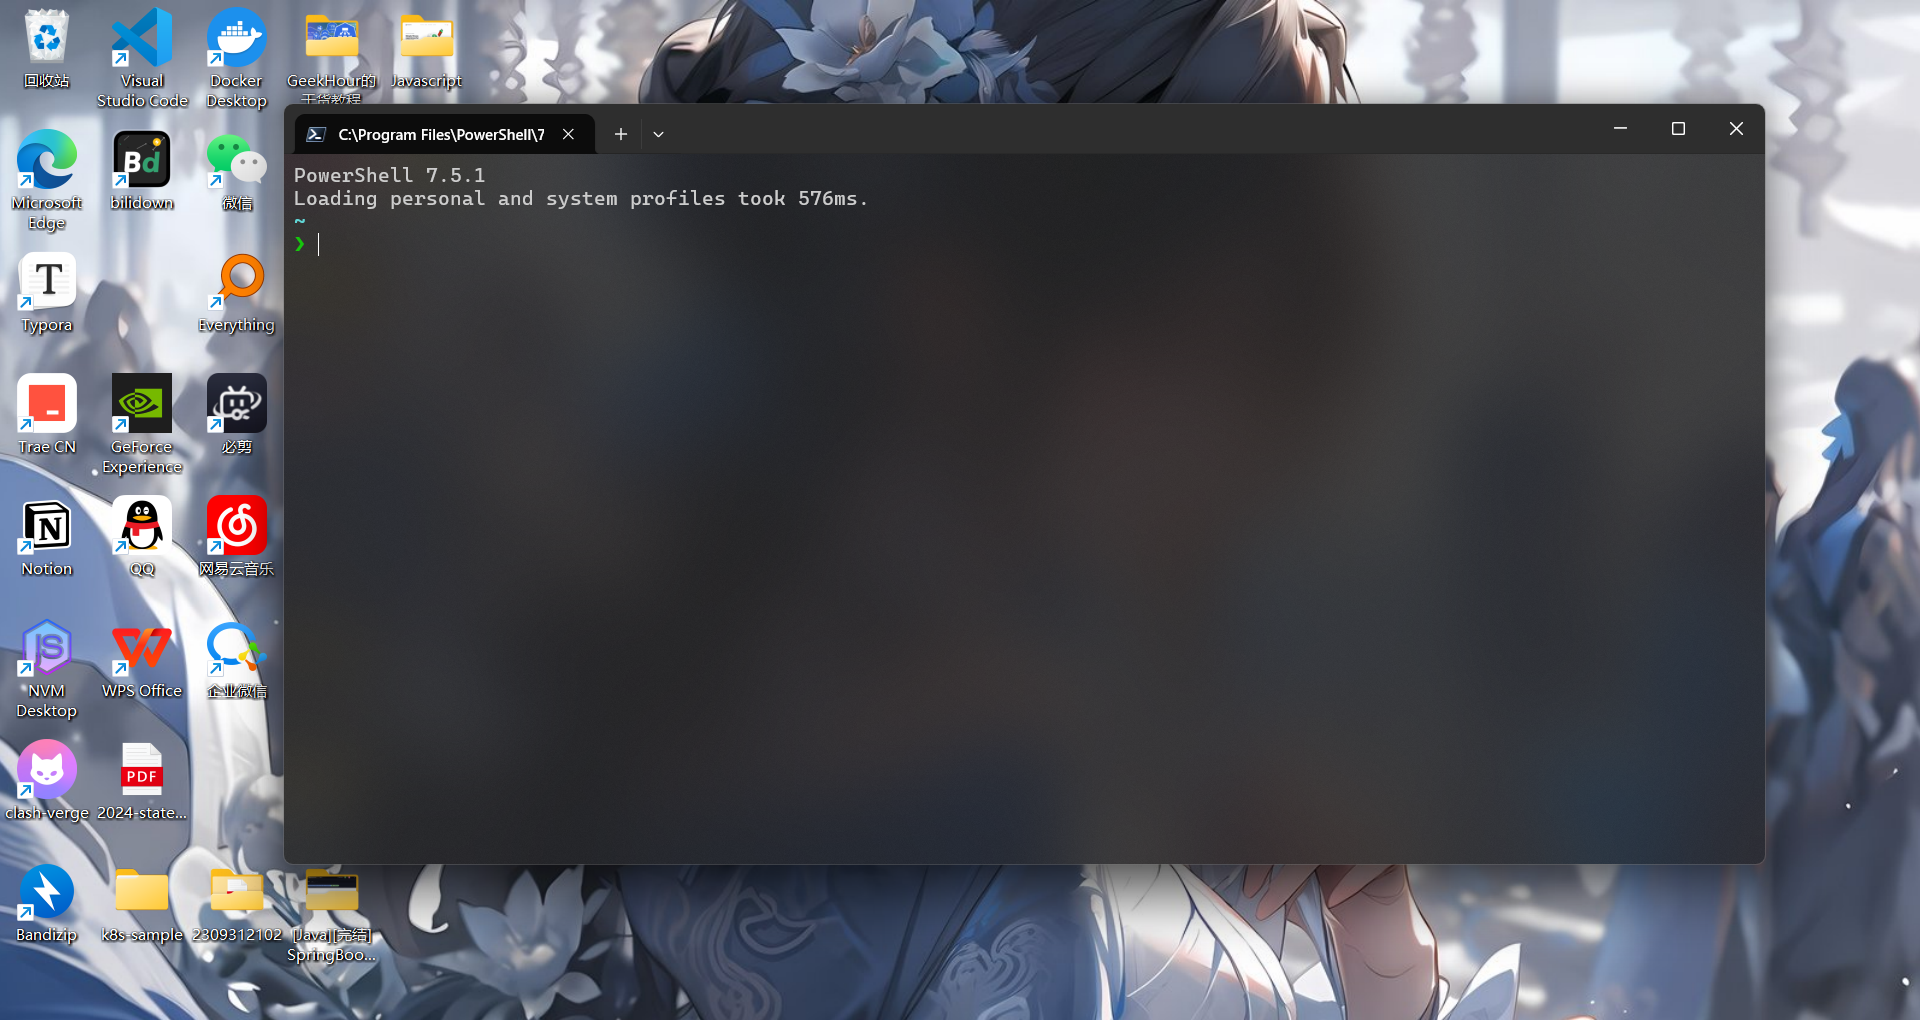 回收站
Visual
Studio Code
Docker
Desktop
GeekHour的
干货教程
Javascript
Microsoft
Edge
Bd
bilidown
微信
T
Typora
Everything
Trae CN
GeForce
Experience
必剪
N
Notion
QQ
网易云音乐
JS
NVM
Desktop
WPS Office
企业微信
clash-verge
PDF
2024-state...
Bandizip
k8s-sample
2309312102
[Java][完结]
SpringBoo...
C:\Program Files\PowerShell\7
PowerShell 7.5.1
Loading personal and system profiles took 576ms.
~
❯